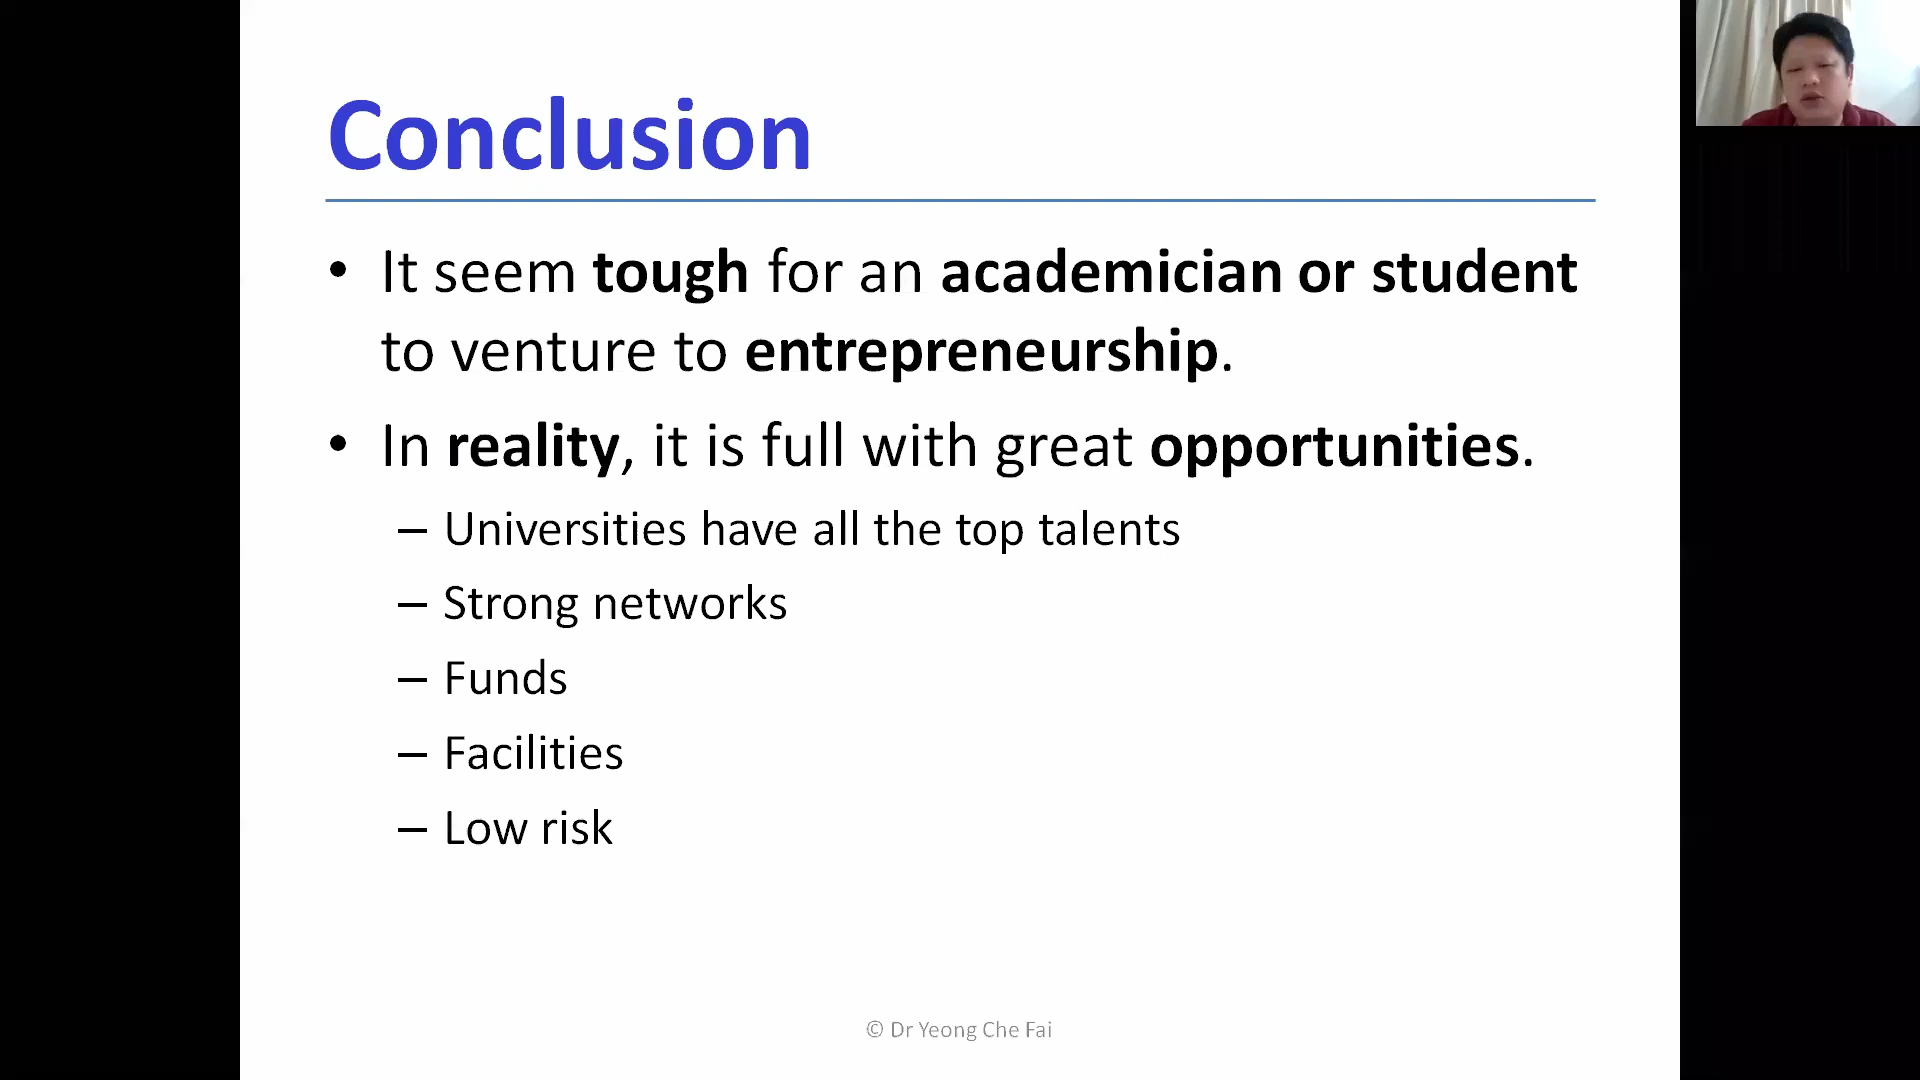 Conclusion
• It seem tough for an academician or student
to venture to entrepreneurship.
• In reality, it is full with great opportunities.
– Universities have all the top talents
– Strong networks
– Funds
– Facilities
– Low risk
© Dr Yeong Che Fai